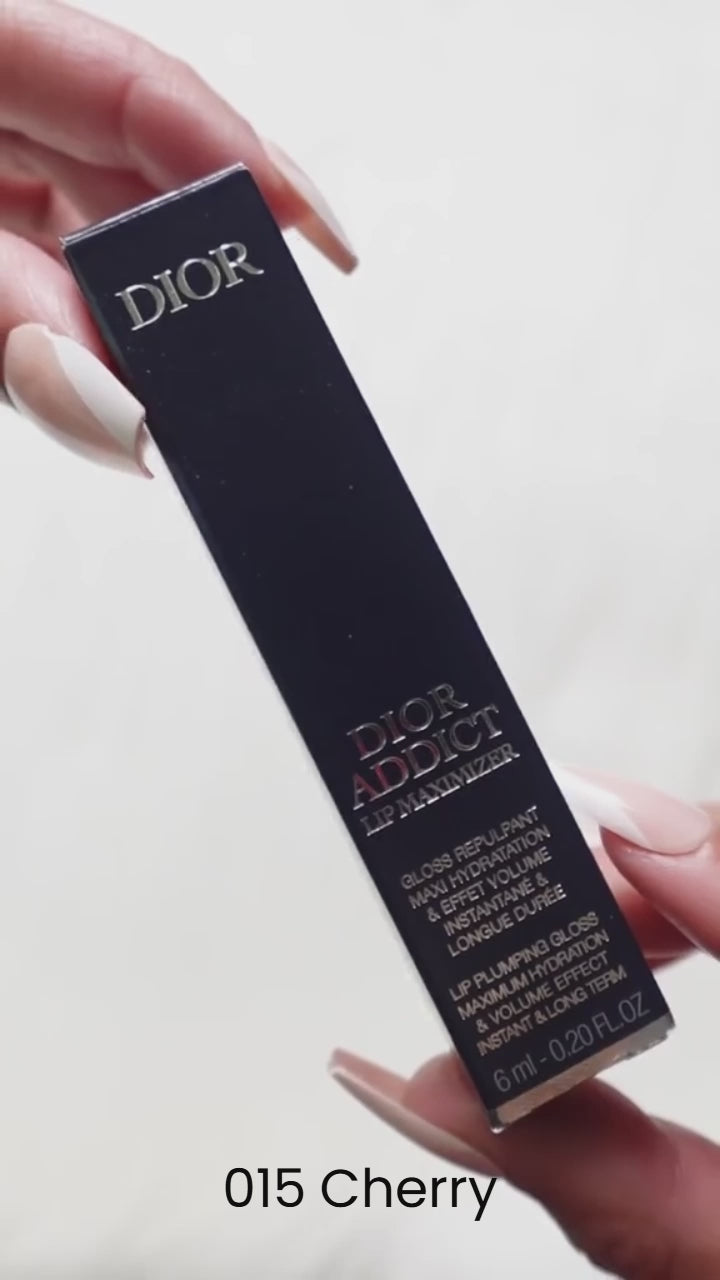 DIOR
DIOR
ADDICT
LIP MAXIMIZER
GLOSS REPULPANT
MAXI HYDRATATION
& EFFET VOLUME
INSTANTANÉ &
LONGUE DURÉE
LIP PLUMPING GLOSS
MAXIMUM HYDRATION
& VOLUME EFFECT
INSTANT & LONG TERM
6 ml - 0.20 FL.OZ
015 Cherry